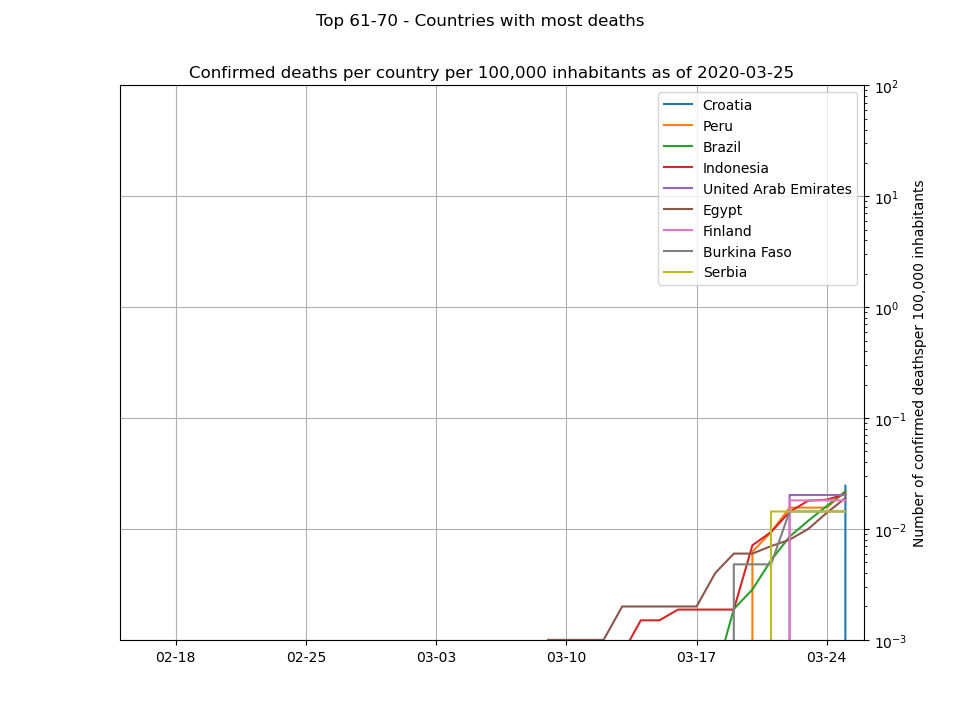 Top 61-70 - Countries with most deaths
Confirmed deaths per country per 100,000 inhabitants as of 2020-03-25
Croatia
Peru
Brazil
Indonesia
United Arab Emirates
Egypt
Finland
Burkina Faso
Serbia
10²
10¹
10⁰
10⁻¹
10⁻²
10⁻³
Number of confirmed deathsper 100,000 inhabitants
02-18 02-25 03-03 03-10 03-17 03-24